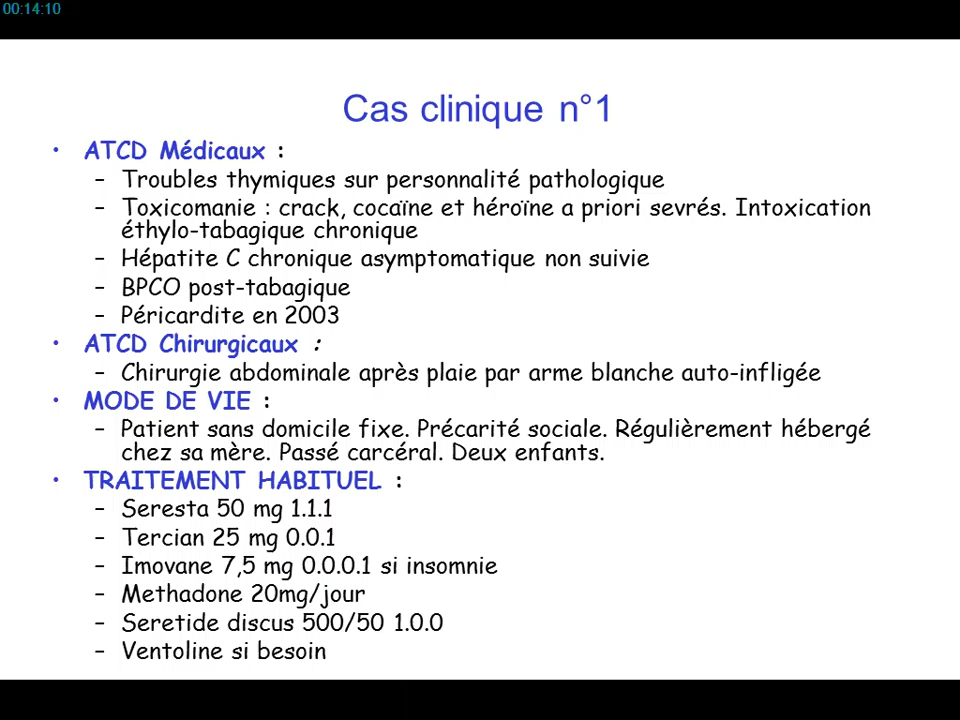 00:14:10
Cas clinique n°1
• ATCD Médicaux :
– Troubles thymiques sur personnalité pathologique
– Toxicomanie : crack, cocaïne et héroïne a priori sevrés. Intoxication
éthylo-tabagique chronique
– Hépatite C chronique asymptomatique non suivie
– BPCO post-tabagique
– Péricardite en 2003
• ATCD Chirurgicaux :
– Chirurgie abdominale après plaie par arme blanche auto-infligée
• MODE DE VIE :
– Patient sans domicile fixe. Précarité sociale. Régulièrement hébergé
chez sa mère. Passé carcéral. Deux enfants.
• TRAITEMENT HABITUEL :
– Seresta 50 mg 1.1.1
– Tercian 25 mg 0.0.1
– Imovane 7,5 mg 0.0.0.1 si insomnie
– Methadone 20mg/jour
– Seretide discus 500/50 1.0.0
– Ventoline si besoin